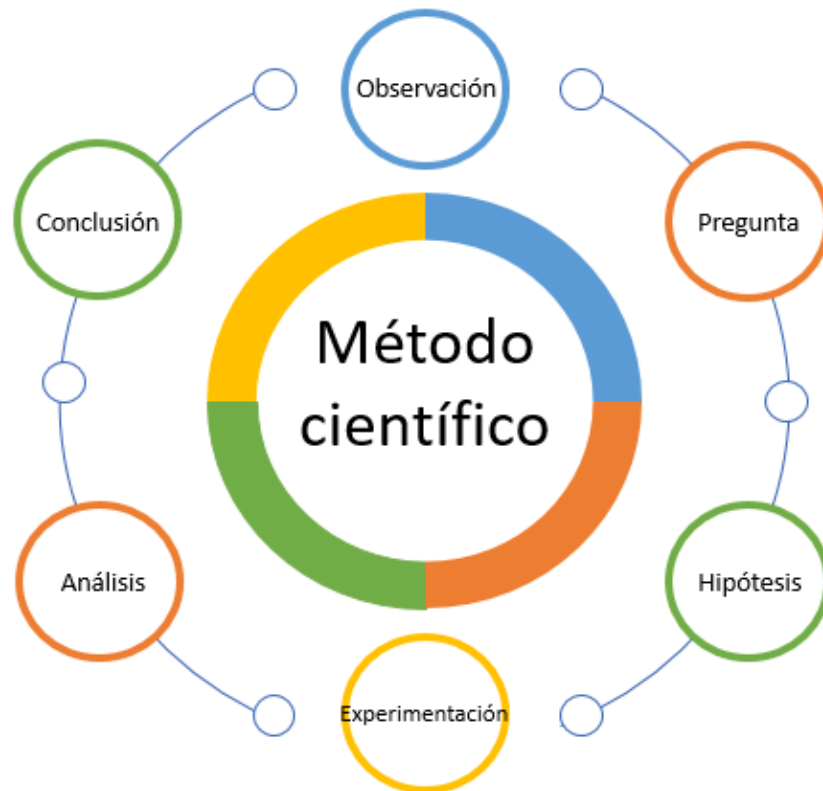 Observación
Pregunta
Hipótesis
Experimentación
Análisis
Conclusión
Método
científico